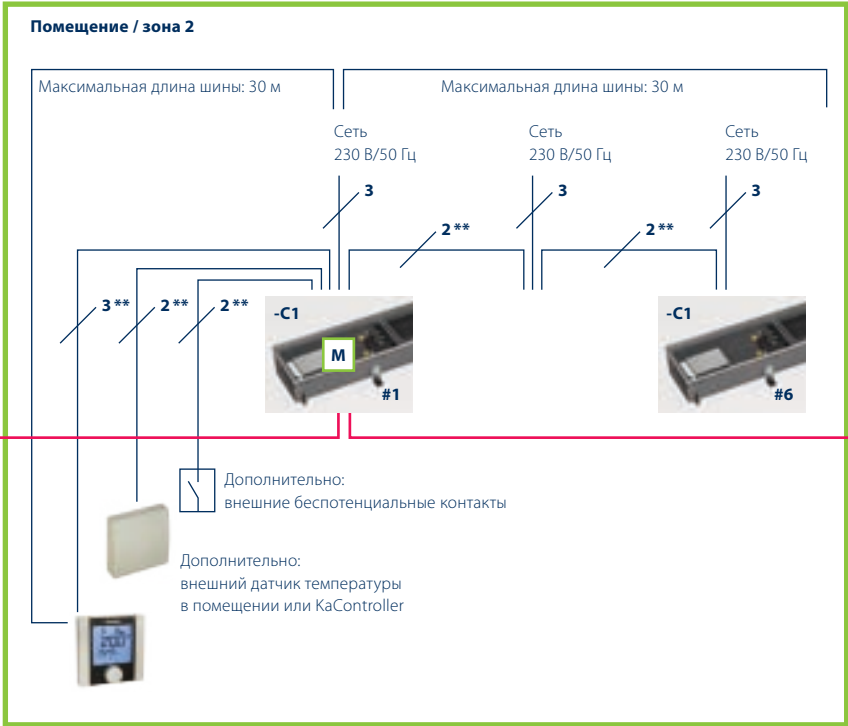 Помещение / зона 2
Максимальная длина шины: 30 м
Максимальная длина шины: 30 м
Сеть
230 В/50 Гц
Сеть
230 В/50 Гц
Сеть
230 В/50 Гц
3
3
3
2 **
2 **
3 **
2 **
2 **
-C1
M
#1
-C1
#6
Дополнительно:
внешние беспотенциальные контакты
Дополнительно:
внешний датчик температуры
в помещении или KaController